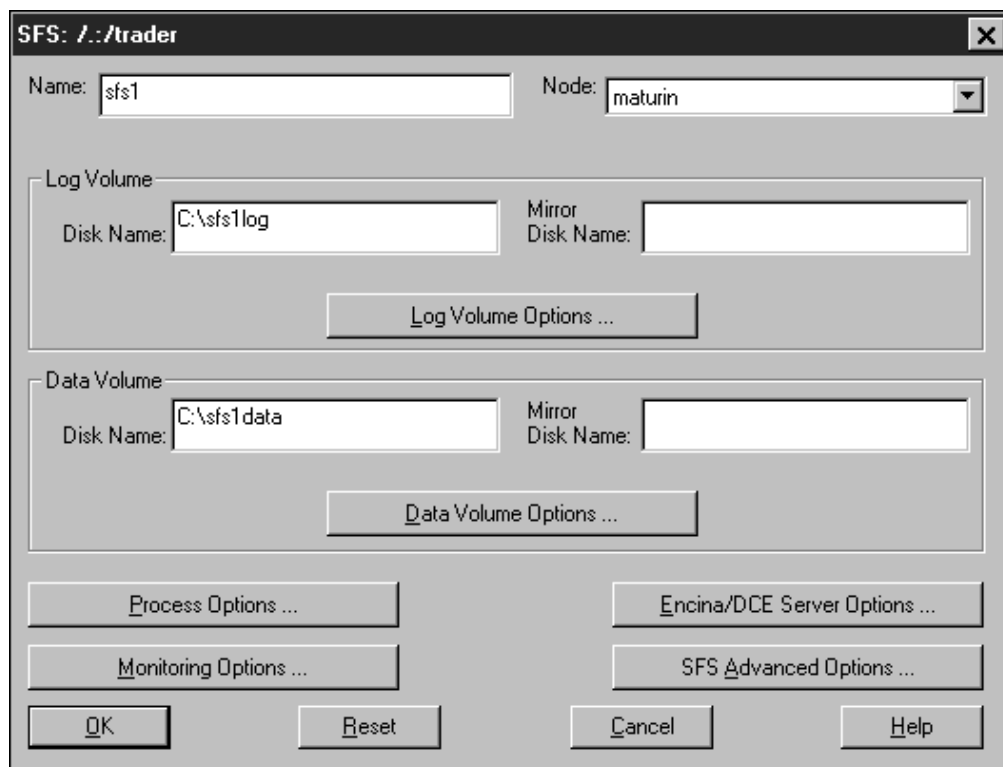 SFS: /.:/trader
Name: sfs1 Node: maturin
Log Volume
Disk Name: C:\sfs1log Mirror
Disk Name:
Log Volume Options ...
Data Volume
Disk Name: C:\sfs1data Mirror
Disk Name:
Data Volume Options ...
Process Options ... Encina/DCE Server Options ...
Monitoring Options ... SFS Advanced Options ...
OK Reset Cancel Help